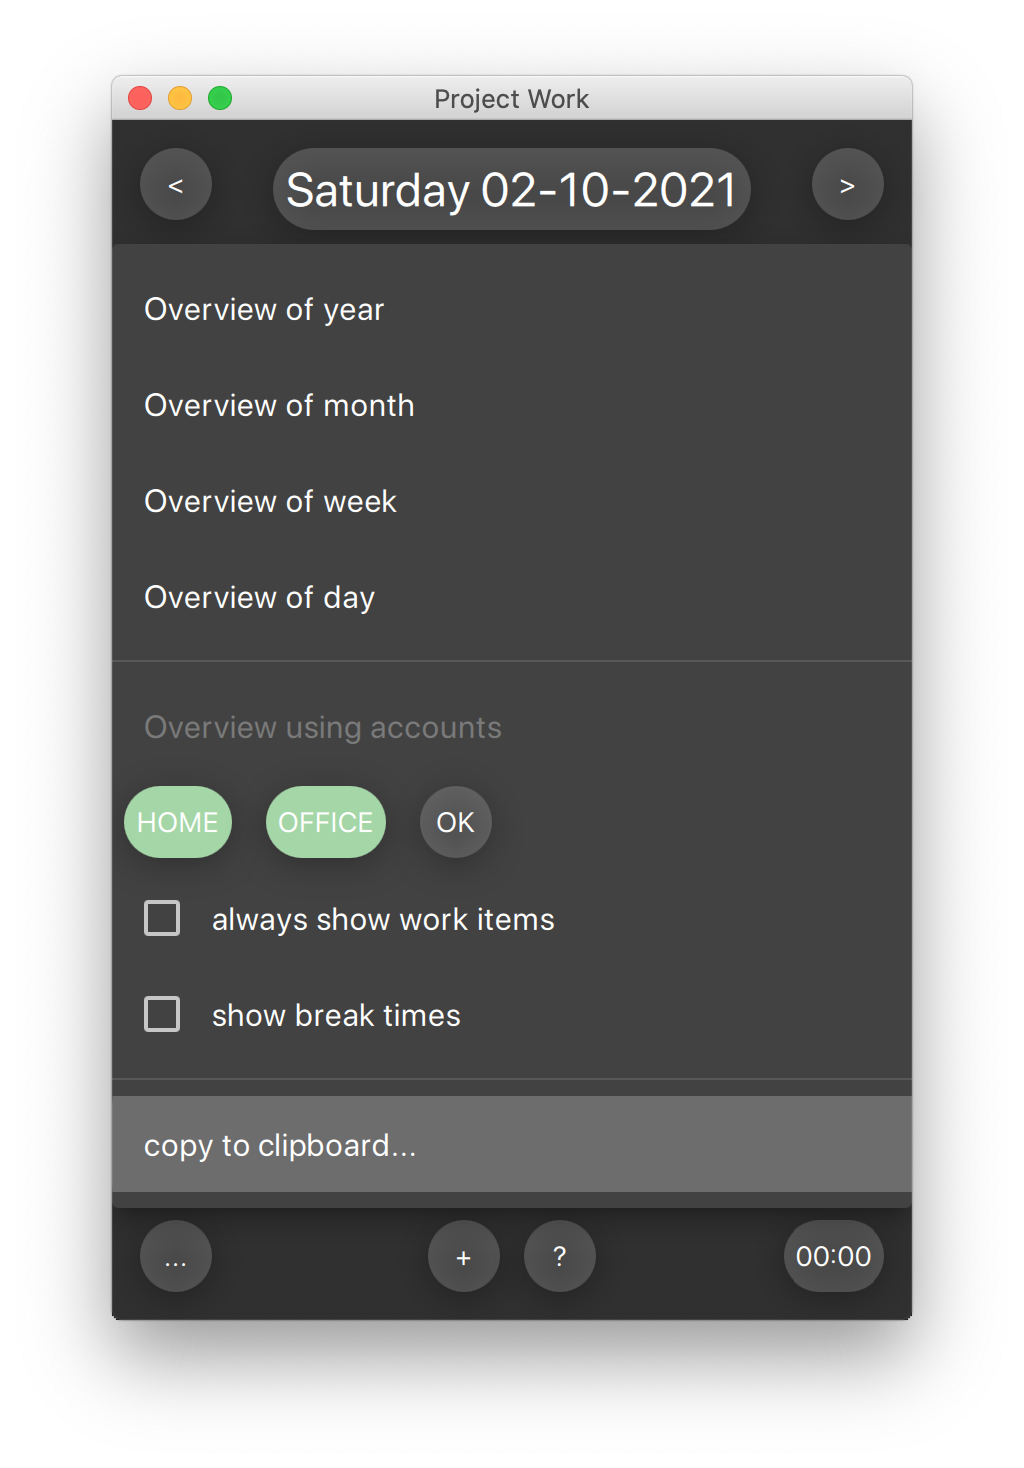 Project Work
< Saturday 02-10-2021 >
Overview of year
Overview of month
Overview of week
Overview of day
Overview using accounts
HOME OFFICE OK
always show work items
show break times
copy to clipboard...
... + ? 00:00